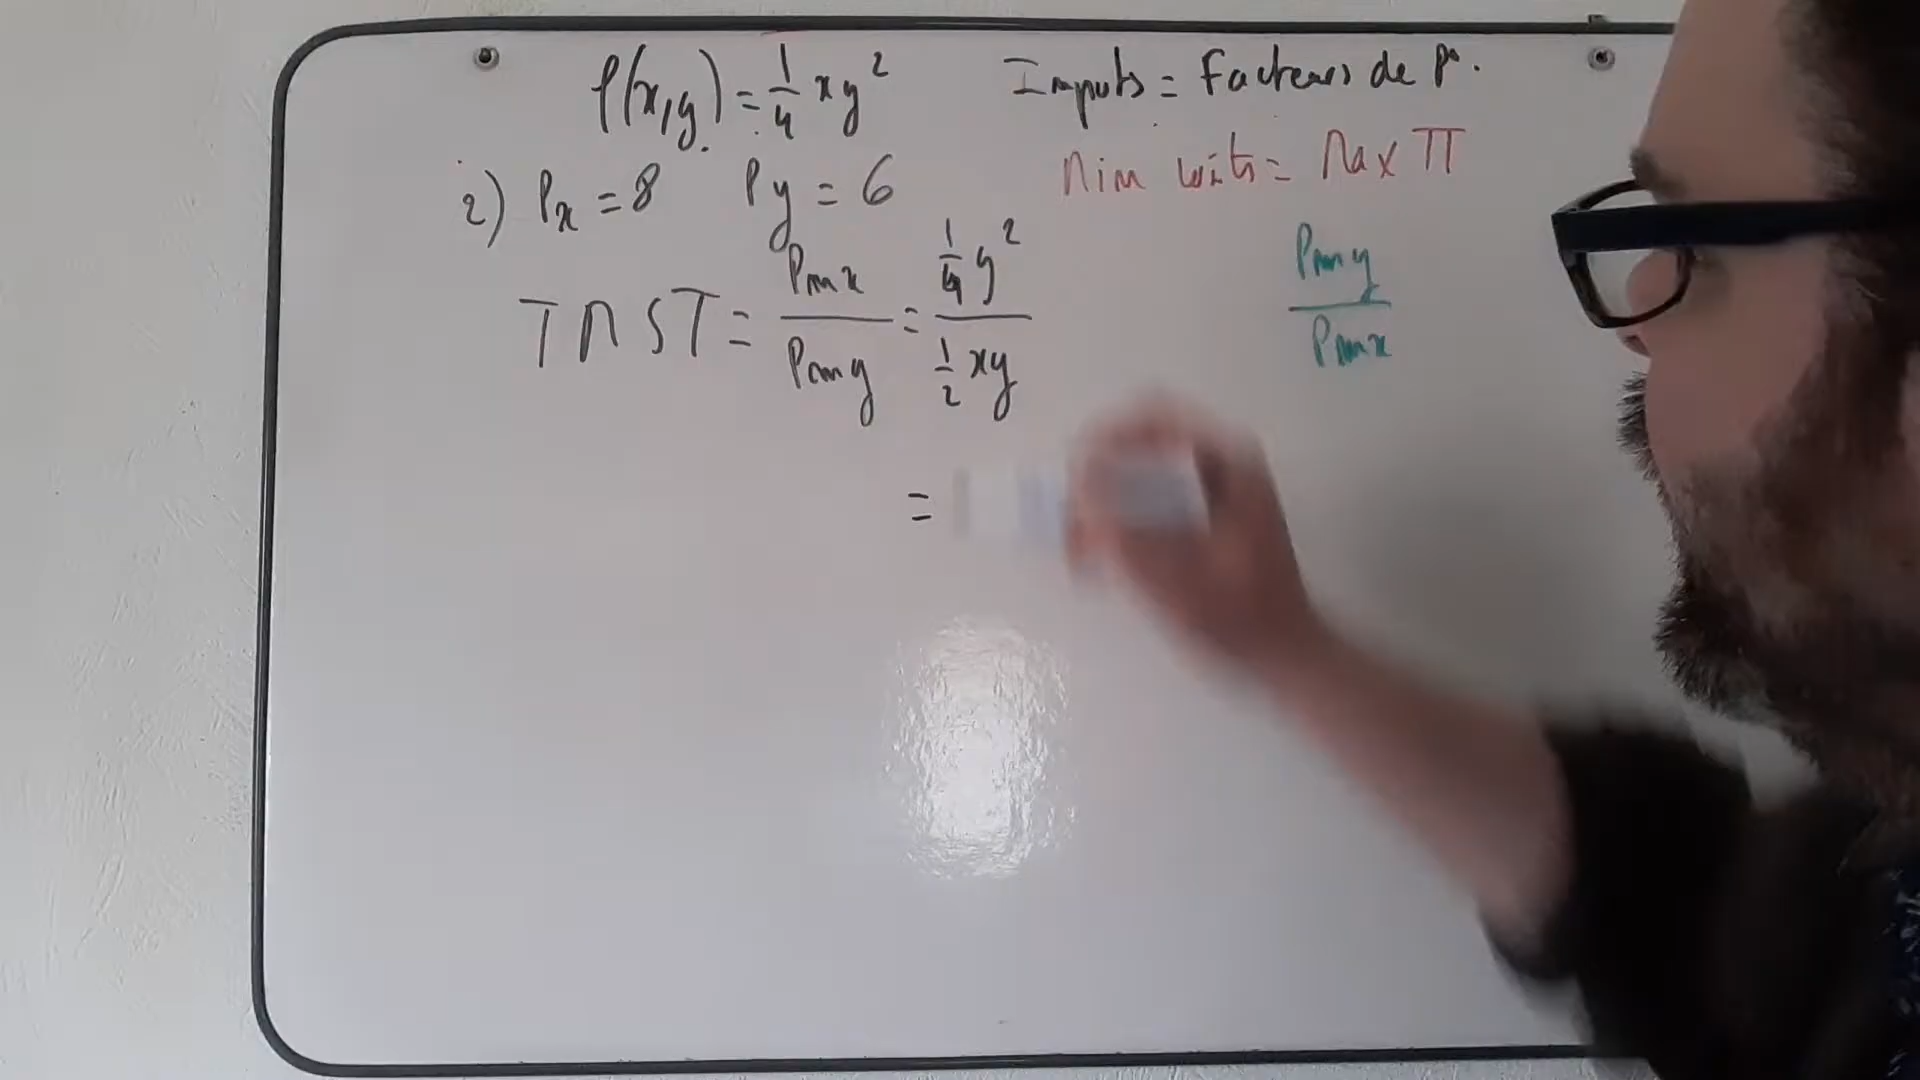 f(x,y) = 1/4 xy² Inputs = Facteurs de P°.
Min coûts = Max Π
2) Px = 8 Py = 6
TMST = Pmx/Pmy = 1/4 y² / 1/2 xy
Pmy/Pmx
=